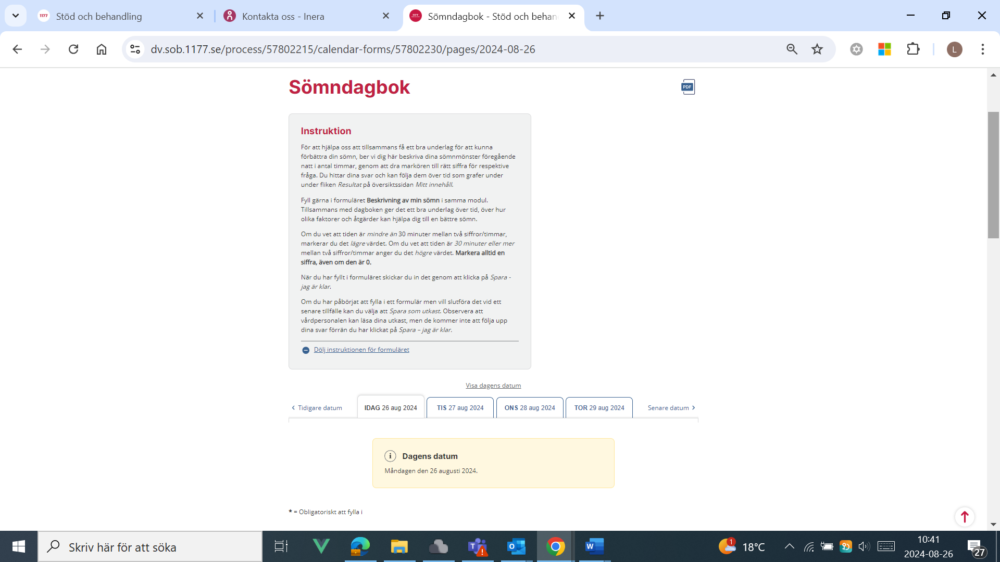 1177 Stöd och behandling
Kontakta oss - Inera
1177 Sömndagbok - Stöd och behan
dv.sob.1177.se/process/57802215/calendar-forms/57802230/pages/2024-08-26
L
Sömndagbok
PDF
Instruktion
För att hjälpa oss att tillsammans få ett bra underlag för att kunna
förbättra din sömn, ber vi dig här beskriva dina sömnmönster föregående
natt i antal timmar, genom att dra markören till rätt siffra för respektive
fråga. Du hittar dina svar och kan följa dem över tid som grafer under
under fliken Resultat på översiktssidan Mitt innehåll.
Fyll gärna i formuläret Beskrivning av min sömn i samma modul.
Tillsammans med dagboken ger det ett bra underlag över tid, över hur
olika faktorer och åtgärder kan hjälpa dig till en bättre sömn.
Om du vet att tiden är mindre än 30 minuter mellan två siffror/timmar,
markerar du det lägre värdet. Om du vet att tiden är 30 minuter eller mer
mellan två siffror/timmar anger du det högre värdet. Markera alltid en
siffra, även om den är 0.
När du har fyllt i formuläret skickar du in det genom att klicka på Spara -
jag är klar.
Om du har påbörjat att fylla i ett formulär men vill slutföra det vid ett
senare tillfälle kan du välja att Spara som utkast. Observera att
vårdpersonalen kan läsa dina utkast, men de kommer inte att följa upp
dina svar förrän du har klickat på Spara – jag är klar.
Dölj instruktionen för formuläret
Visa dagens datum
Tidigare datum
IDAG 26 aug 2024
TIS 27 aug 2024
ONS 28 aug 2024
TOR 29 aug 2024
Senare datum
Dagens datum
Måndagen den 26 augusti 2024.
* = Obligatoriskt att fylla i
Skriv här för att söka
1
18°C
10:41
2024-08-26
27